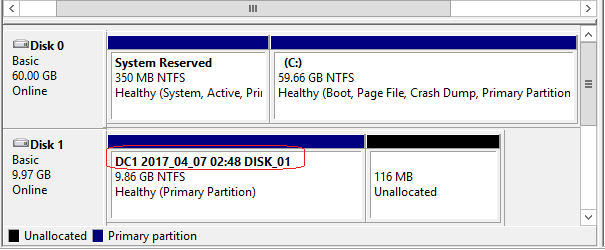 Disk 0
Basic
60.00 GB
Online
System Reserved
350 MB NTFS
Healthy (System, Active, Pri
(C:)
59.66 GB NTFS
Healthy (Boot, Page File, Crash Dump, Primary Partition
Disk 1
Basic
9.97 GB
Online
DC1 2017_04_07 02:48 DISK_01
9.86 GB NTFS
Healthy (Primary Partition)
116 MB
Unallocated
Unallocated Primary partition